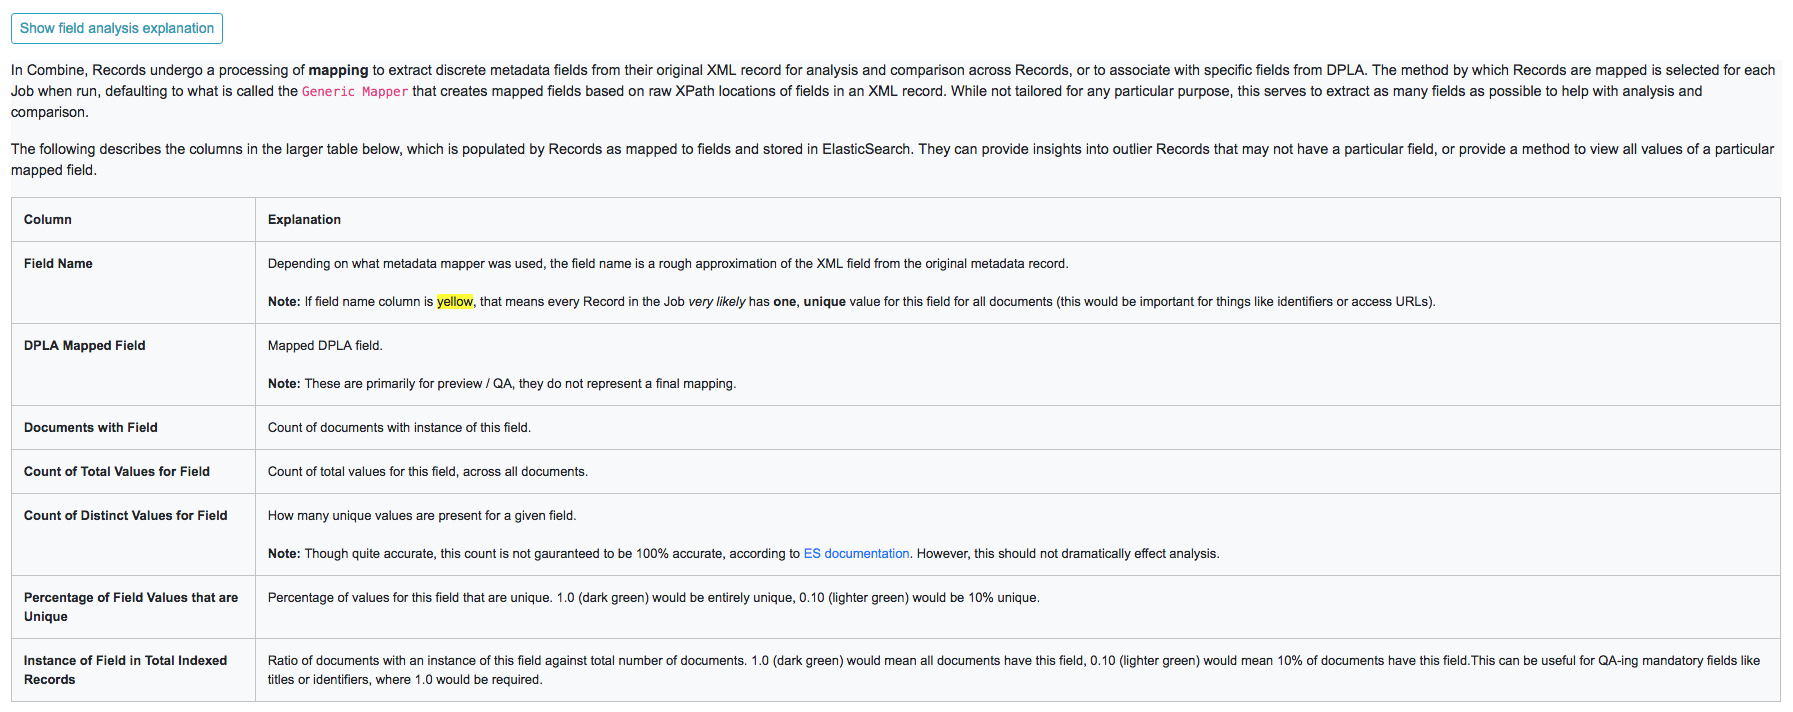 Show field analysis explanation
In Combine, Records undergo a processing of mapping to extract discrete metadata fields from their original XML record for analysis and comparison across Records, or to associate with specific fields from DPLA. The method by which Records are mapped is selected for each
Job when run, defaulting to what is called the Generic Mapper that creates mapped fields based on raw XPath locations of fields in an XML record. While not tailored for any particular purpose, this serves to extract as many fields as possible to help with analysis and
comparison.
The following describes the columns in the larger table below, which is populated by Records as mapped to fields and stored in ElasticSearch. They can provide insights into outlier Records that may not have a particular field, or provide a method to view all values of a particular
mapped field.
Column
Explanation
Field Name
Depending on what metadata mapper was used, the field name is a rough approximation of the XML field from the original metadata record.
Note: If field name column is yellow, that means every Record in the Job very likely has one, unique value for this field for all documents (this would be important for things like identifiers or access URLs).
DPLA Mapped Field
Mapped DPLA field.
Note: These are primarily for preview / QA, they do not represent a final mapping.
Documents with Field
Count of documents with instance of this field.
Count of Total Values for Field
Count of total values for this field, across all documents.
Count of Distinct Values for Field
How many unique values are present for a given field.
Note: Though quite accurate, this count is not gauranteed to be 100% accurate, according to ES documentation. However, this should not dramatically effect analysis.
Percentage of Field Values that are
Unique
Percentage of values for this field that are unique. 1.0 (dark green) would be entirely unique, 0.10 (lighter green) would be 10% unique.
Instance of Field in Total Indexed
Records
Ratio of documents with an instance of this field against total number of documents. 1.0 (dark green) would mean all documents have this field, 0.10 (lighter green) would mean 10% of documents have this field.This can be useful for QA-ing mandatory fields like
titles or identifiers, where 1.0 would be required.